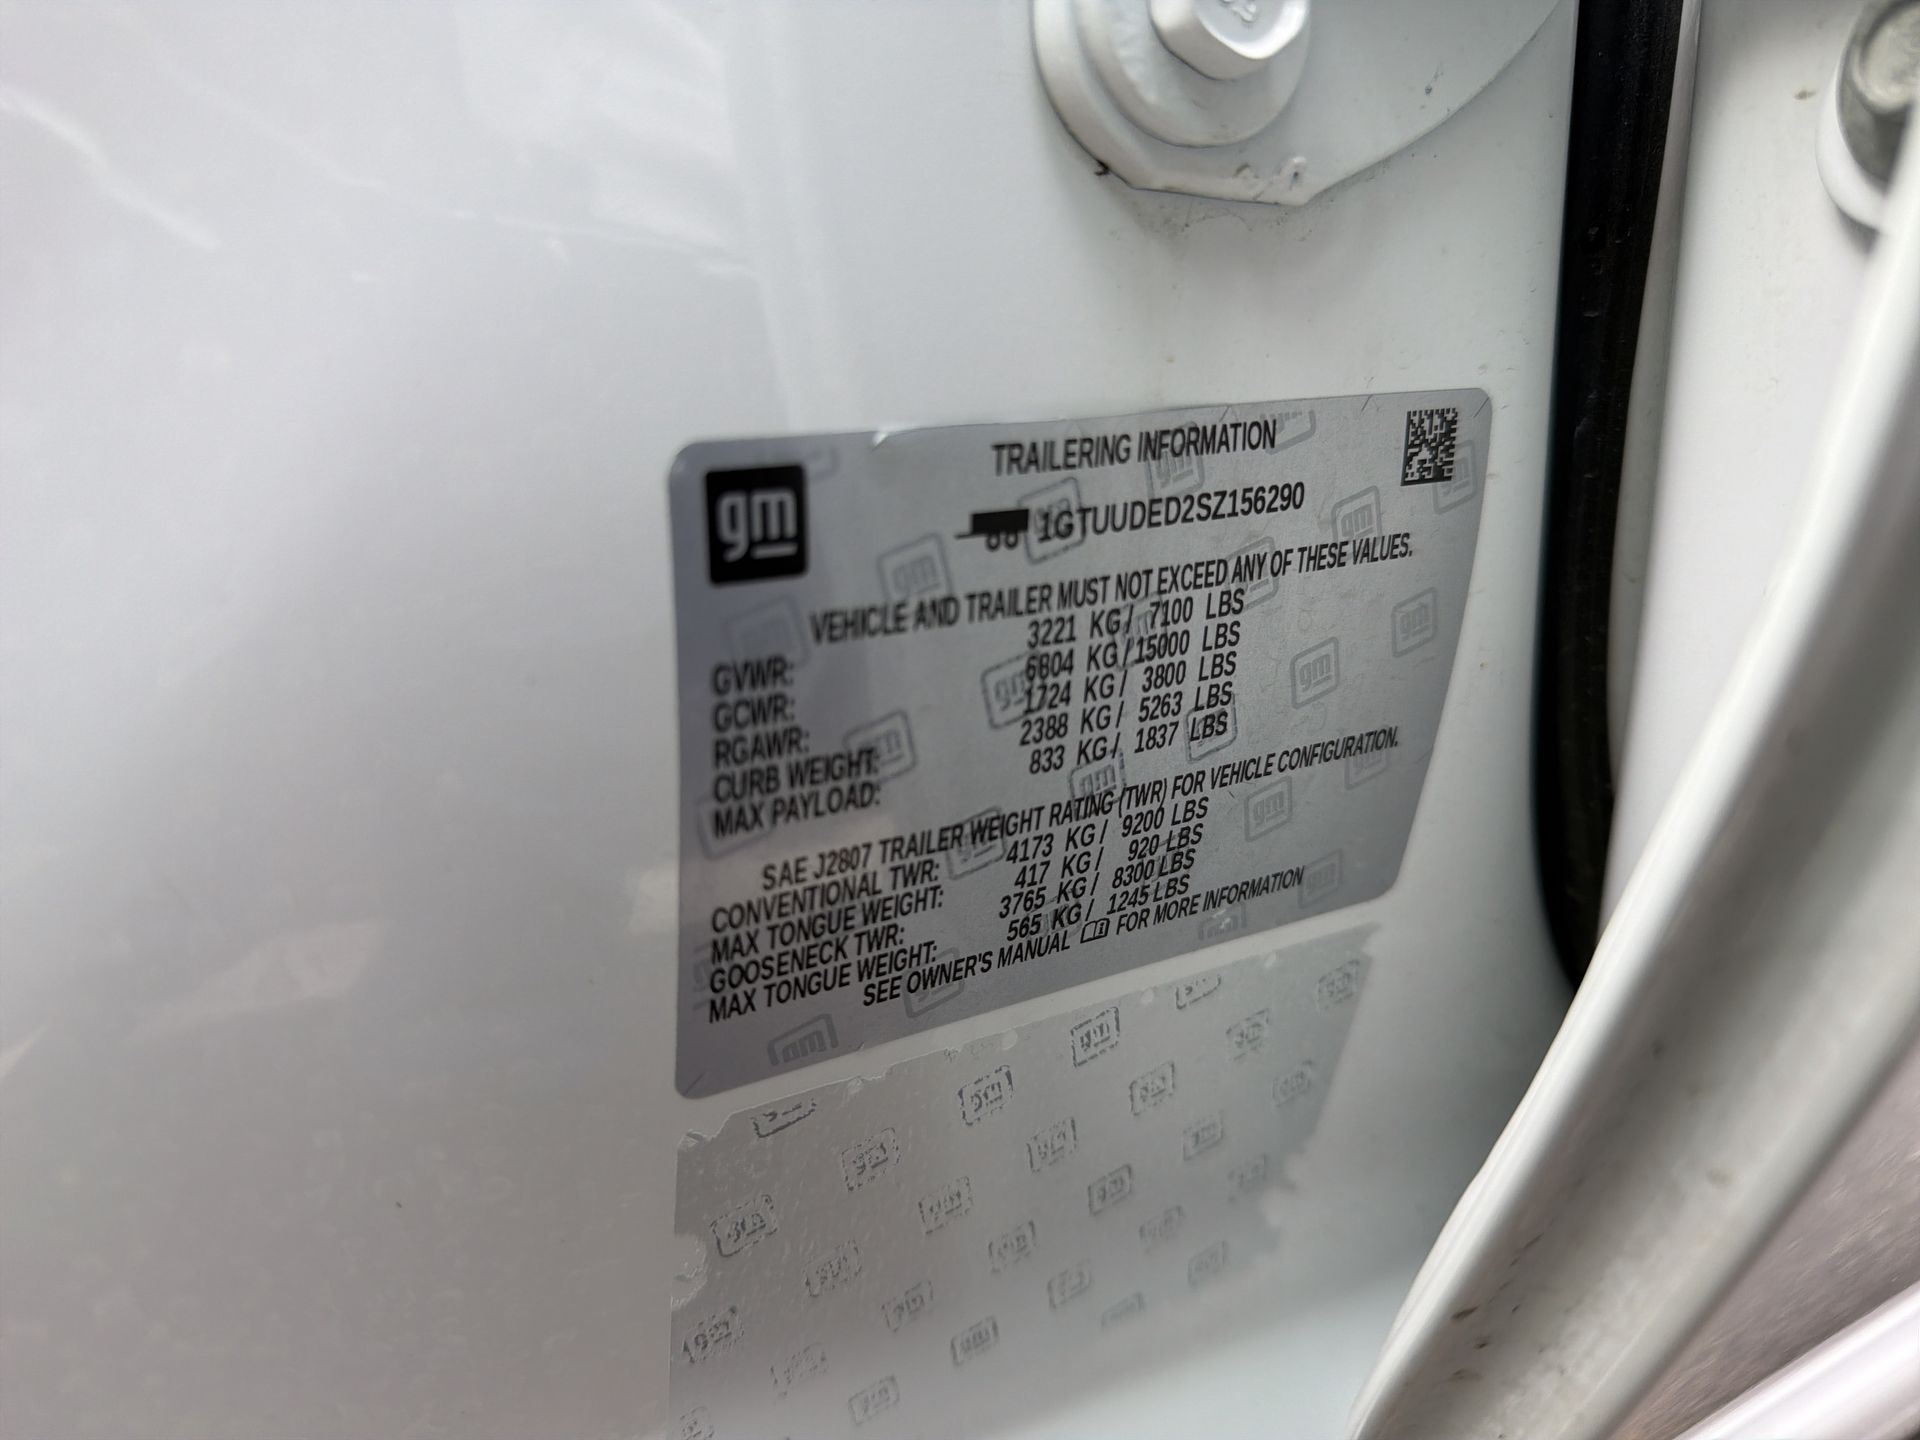 gm
TRAILERING INFORMATION
1GTUUDED2SZ156290
VEHICLE AND TRAILER MUST NOT EXCEED ANY OF THESE VALUES.
GVWR: 3221 KG/ 7100 LBS
GCWR: 6804 KG/15000 LBS
RGAWR: 1724 KG/ 3800 LBS
CURB WEIGHT: 2388 KG/ 5263 LBS
MAX PAYLOAD: 833 KG/ 1837 LBS
SAE J2807 TRAILER WEIGHT RATING (TWR) FOR VEHICLE CONFIGURATION.
CONVENTIONAL TWR: 4173 KG/ 9200 LBS
MAX TONGUE WEIGHT: 417 KG/ 920 LBS
GOOSENECK TWR: 3765 KG/ 8300 LBS
MAX TONGUE WEIGHT: 565 KG/ 1245 LBS
SEE OWNER'S MANUAL FOR MORE INFORMATION